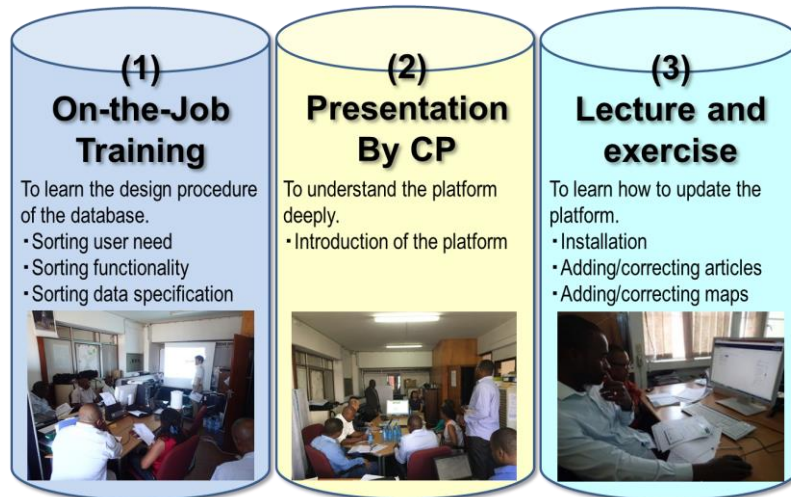 (1)
On-the-Job
Training
To learn the design procedure
of the database.
・Sorting user need
・Sorting functionality
・Sorting data specification
(2)
Presentation
By CP
To understand the platform
deeply.
・Introduction of the platform
(3)
Lecture and
exercise
To learn how to update the
platform.
・Installation
・Adding/correcting articles
・Adding/correcting maps